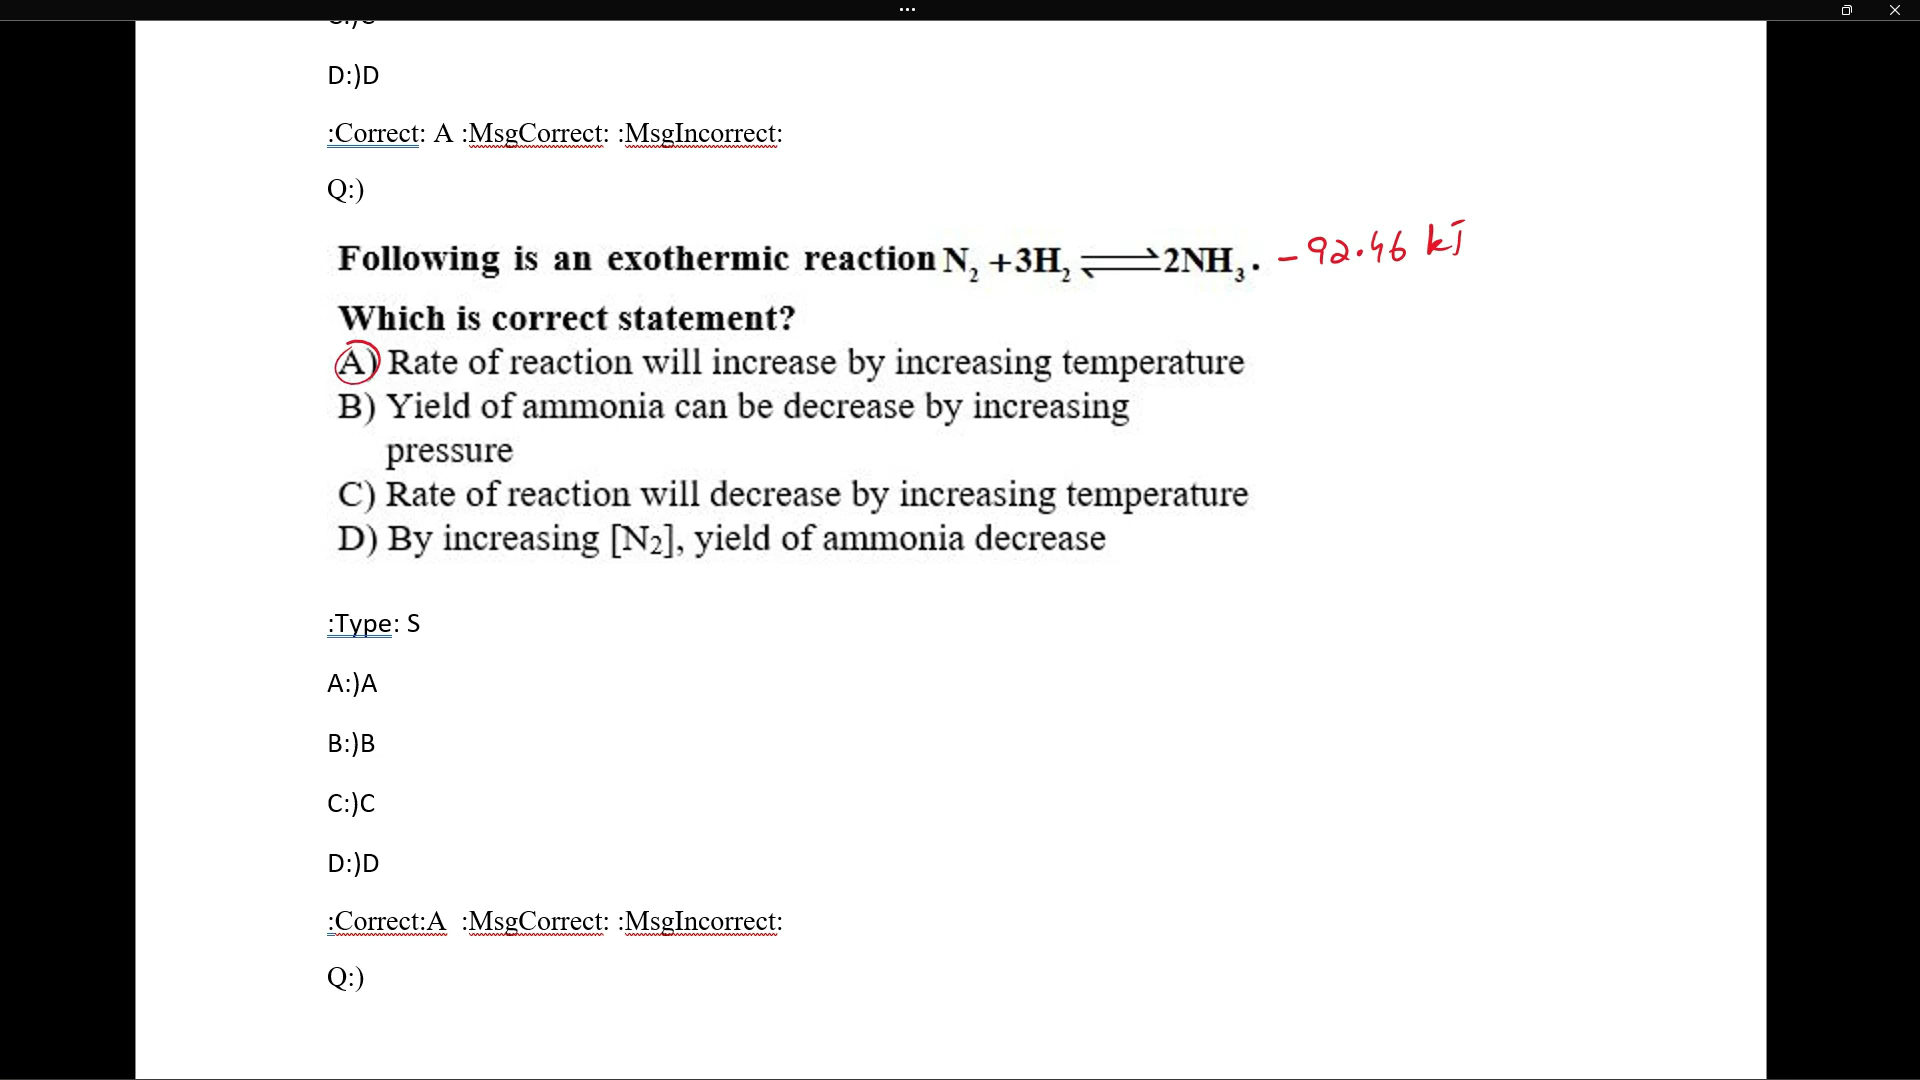 D:)D
:Correct: A :MsgCorrect: :MsgIncorrect:
Q:)
Following is an exothermic reaction N₂ +3H₂ ⇌ 2NH₃. - 92.46 kJ
Which is correct statement?
A) Rate of reaction will increase by increasing temperature
B) Yield of ammonia can be decrease by increasing
pressure
C) Rate of reaction will decrease by increasing temperature
D) By increasing [N₂], yield of ammonia decrease
:Type: S
A:)A
B:)B
C:)C
D:)D
:Correct:A :MsgCorrect: :MsgIncorrect:
Q:)